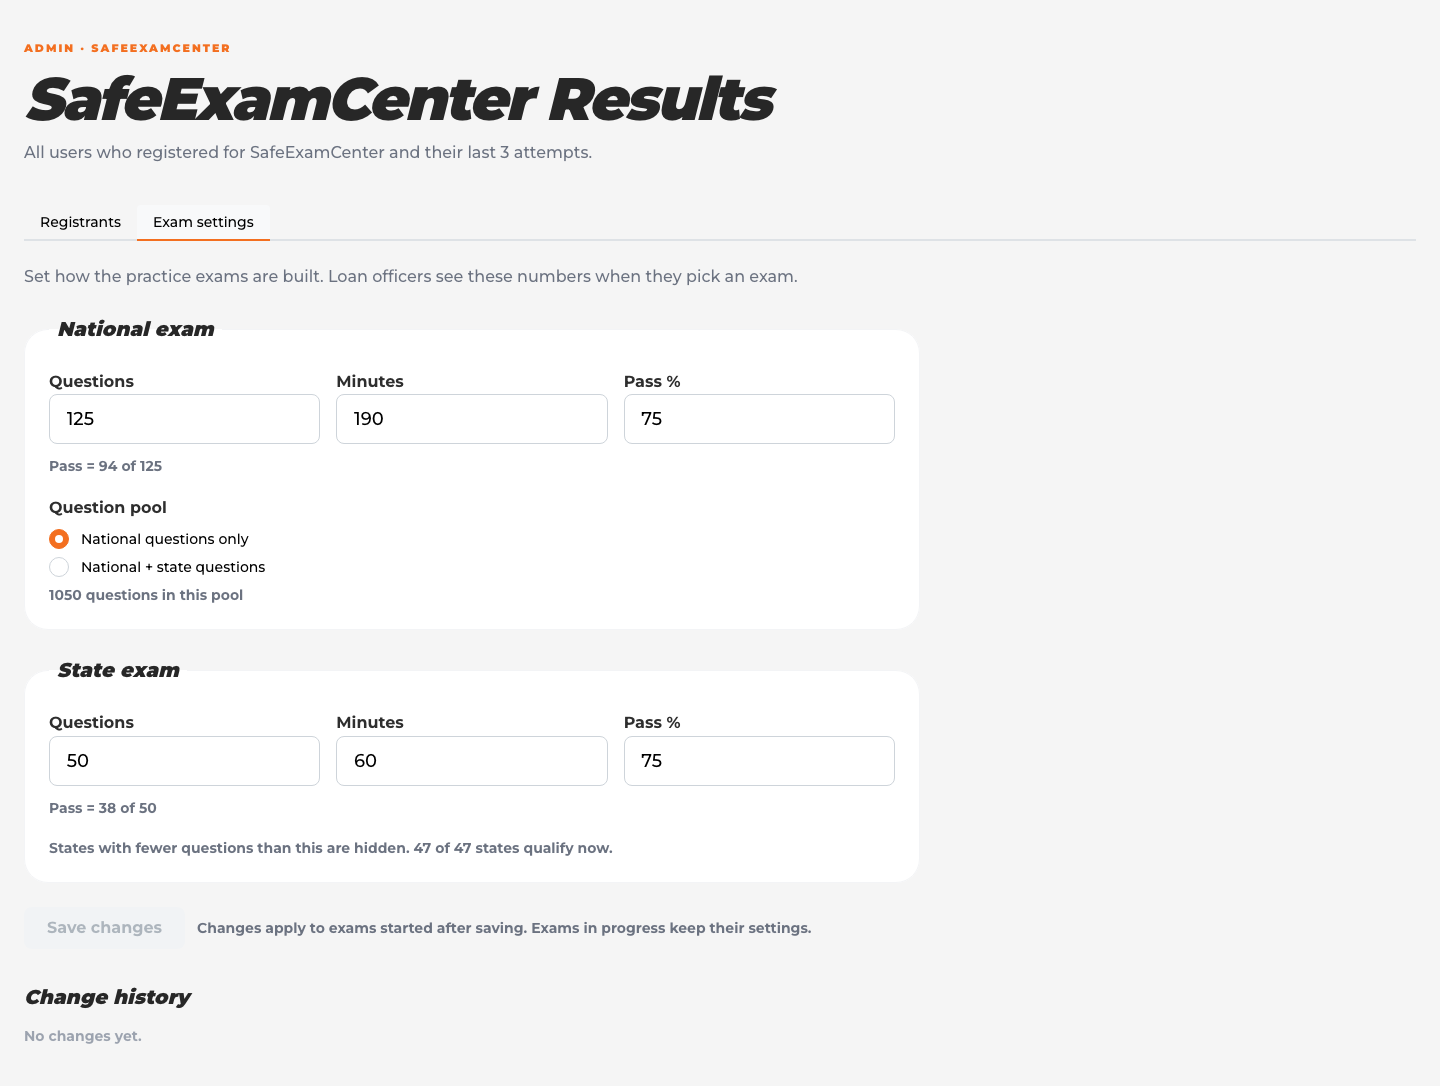 ADMIN · SAFEEXAMCENTER
SafeExamCenter Results
All users who registered for SafeExamCenter and their last 3 attempts.
Registrants Exam settings
Set how the practice exams are built. Loan officers see these numbers when they pick an exam.
National exam
Questions Minutes Pass %
125 190 75
Pass = 94 of 125
Question pool
National questions only
National + state questions
1050 questions in this pool
State exam
Questions Minutes Pass %
50 60 75
Pass = 38 of 50
States with fewer questions than this are hidden. 47 of 47 states qualify now.
Save changes Changes apply to exams started after saving. Exams in progress keep their settings.
Change history
No changes yet.